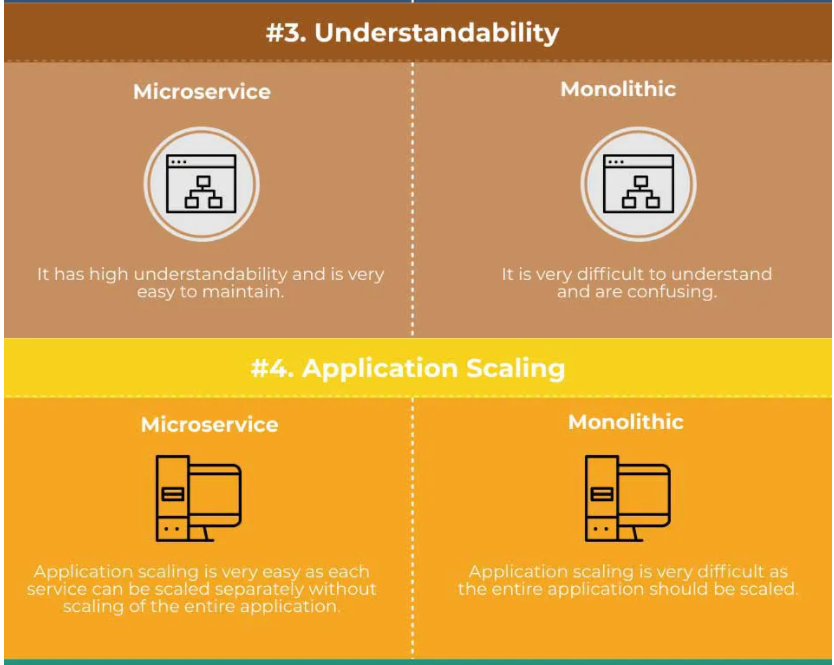 #3. Understandability
Microservice
Monolithic
It has high understandability and is very
easy to maintain.
It is very difficult to understand
and are confusing.
#4. Application Scaling
Microservice
Monolithic
Application scaling is very easy as each
service can be scaled separately without
scaling of the entire application.
Application scaling is very difficult as
the entire application should be scaled.